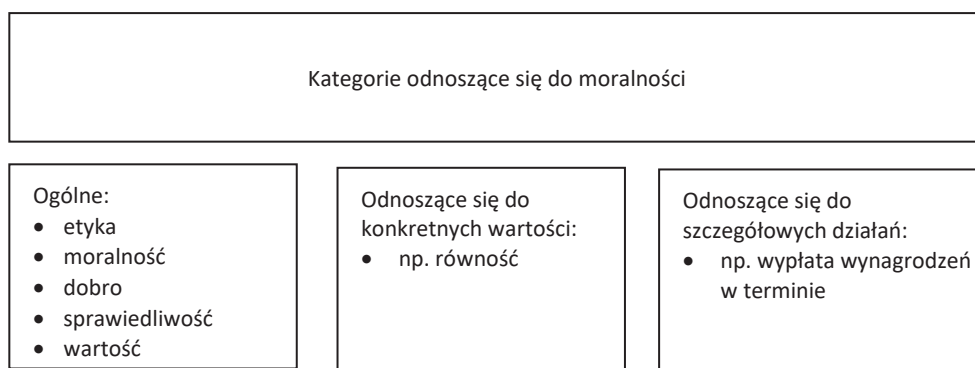 Kategorie odnoszące się do moralności
Ogólne:
• etyka
• moralność
• dobro
• sprawiedliwość
• wartość
Odnoszące się do
konkretnych wartości:
• np. równość
Odnoszące się do
szczegółowych działań:
• np. wypłata wynagrodzeń
w terminie